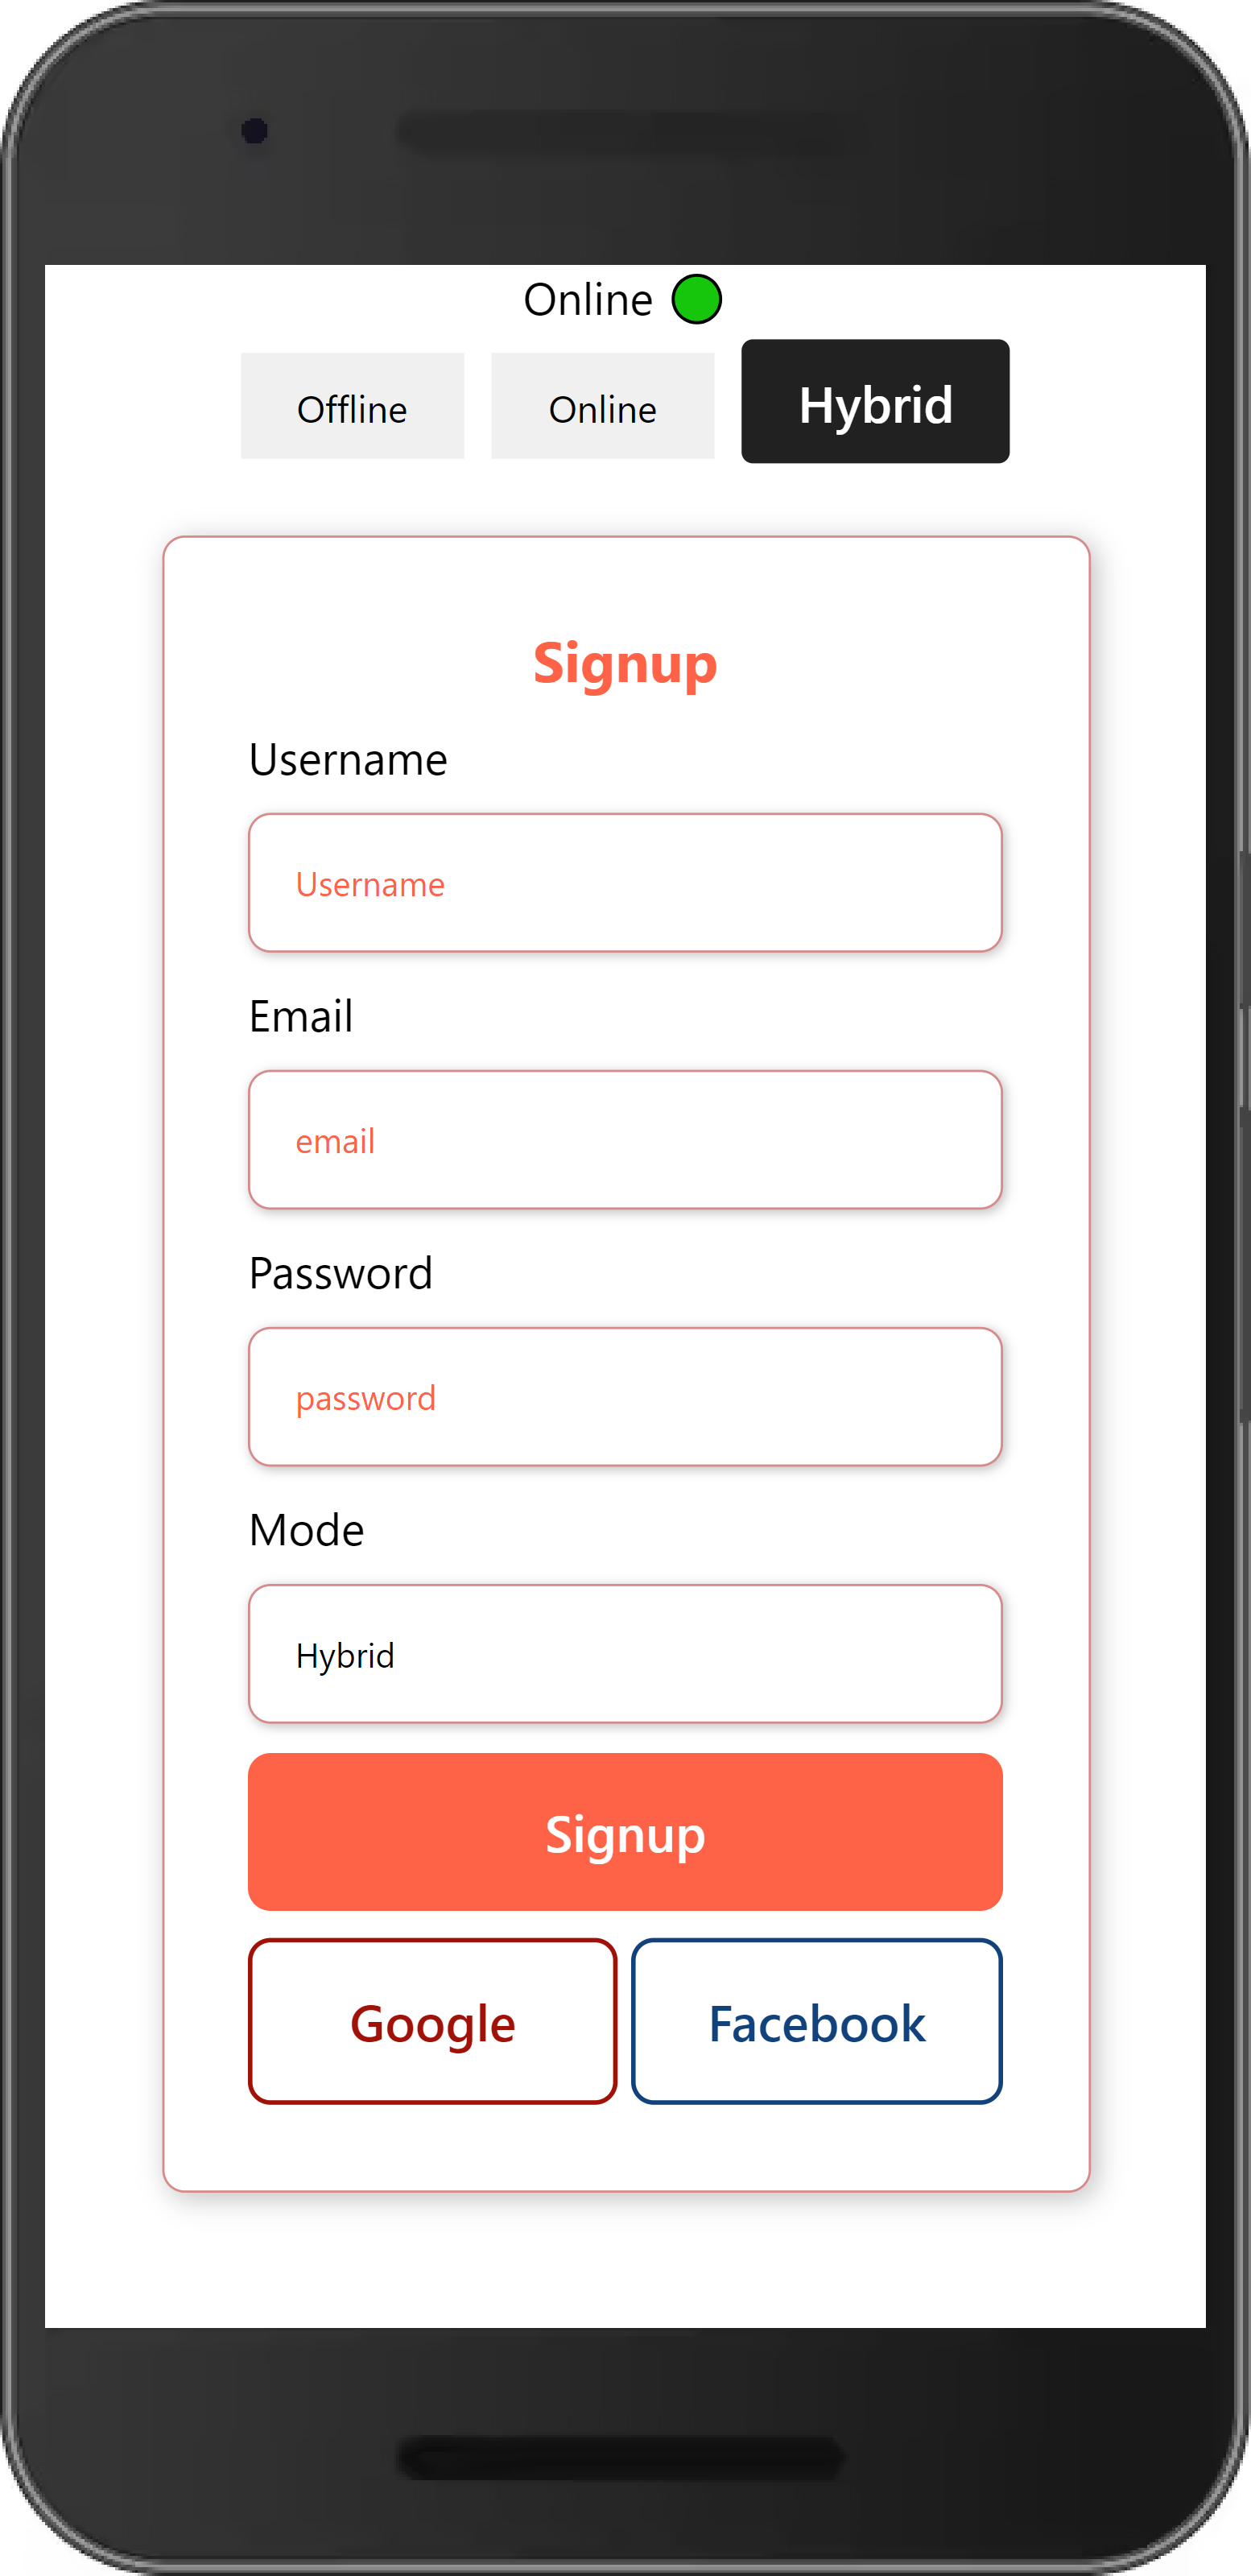 Online
Offline Online Hybrid
Signup
Username
Username
Email
email
Password
password
Mode
Hybrid
Signup
Google Facebook